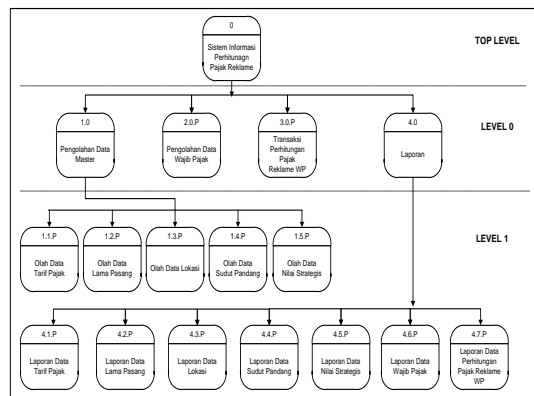 0
Sistem Informasi
Perhitunagn
Pajak Reklame
TOP LEVEL
1.0
Pengolahan Data
Master
2.0.P
Pengolahan Data
Wajib Pajak
3.0.P
Transaksi
Perhitungan
Pajak
Reklame WP
4.0
Laporan
LEVEL 0
1.1.P
Olah Data
Tarif Pajak
1.2.P
Olah Data
Lama Pasang
1.3.P
Olah Data Lokasi
1.4.P
Olah Data
Sudut Pandang
1.5.P
Olah Data
Nilai Strategis
LEVEL 1
4.1.P
Laporan Data
Tarif Pajak
4.2.P
Laporan Data
Lama Pasang
4.3.P
Laporan Data
Lokasi
4.4.P
Laporan Data
Sudut Pandang
4.5.P
Laporan Data
Nilai Strategis
4.6.P
Laporan Data
Wajib Pajak
4.7.P
Laporan Data
Perhitungan
Pajak Reklame
WP